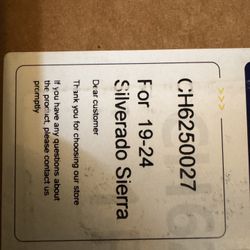 >>>
CH6250027
For 19-24
Silverado Sierra
Dear customer
Thank you for choosing our store
If you have any questions about
the product, please contact us
promptly